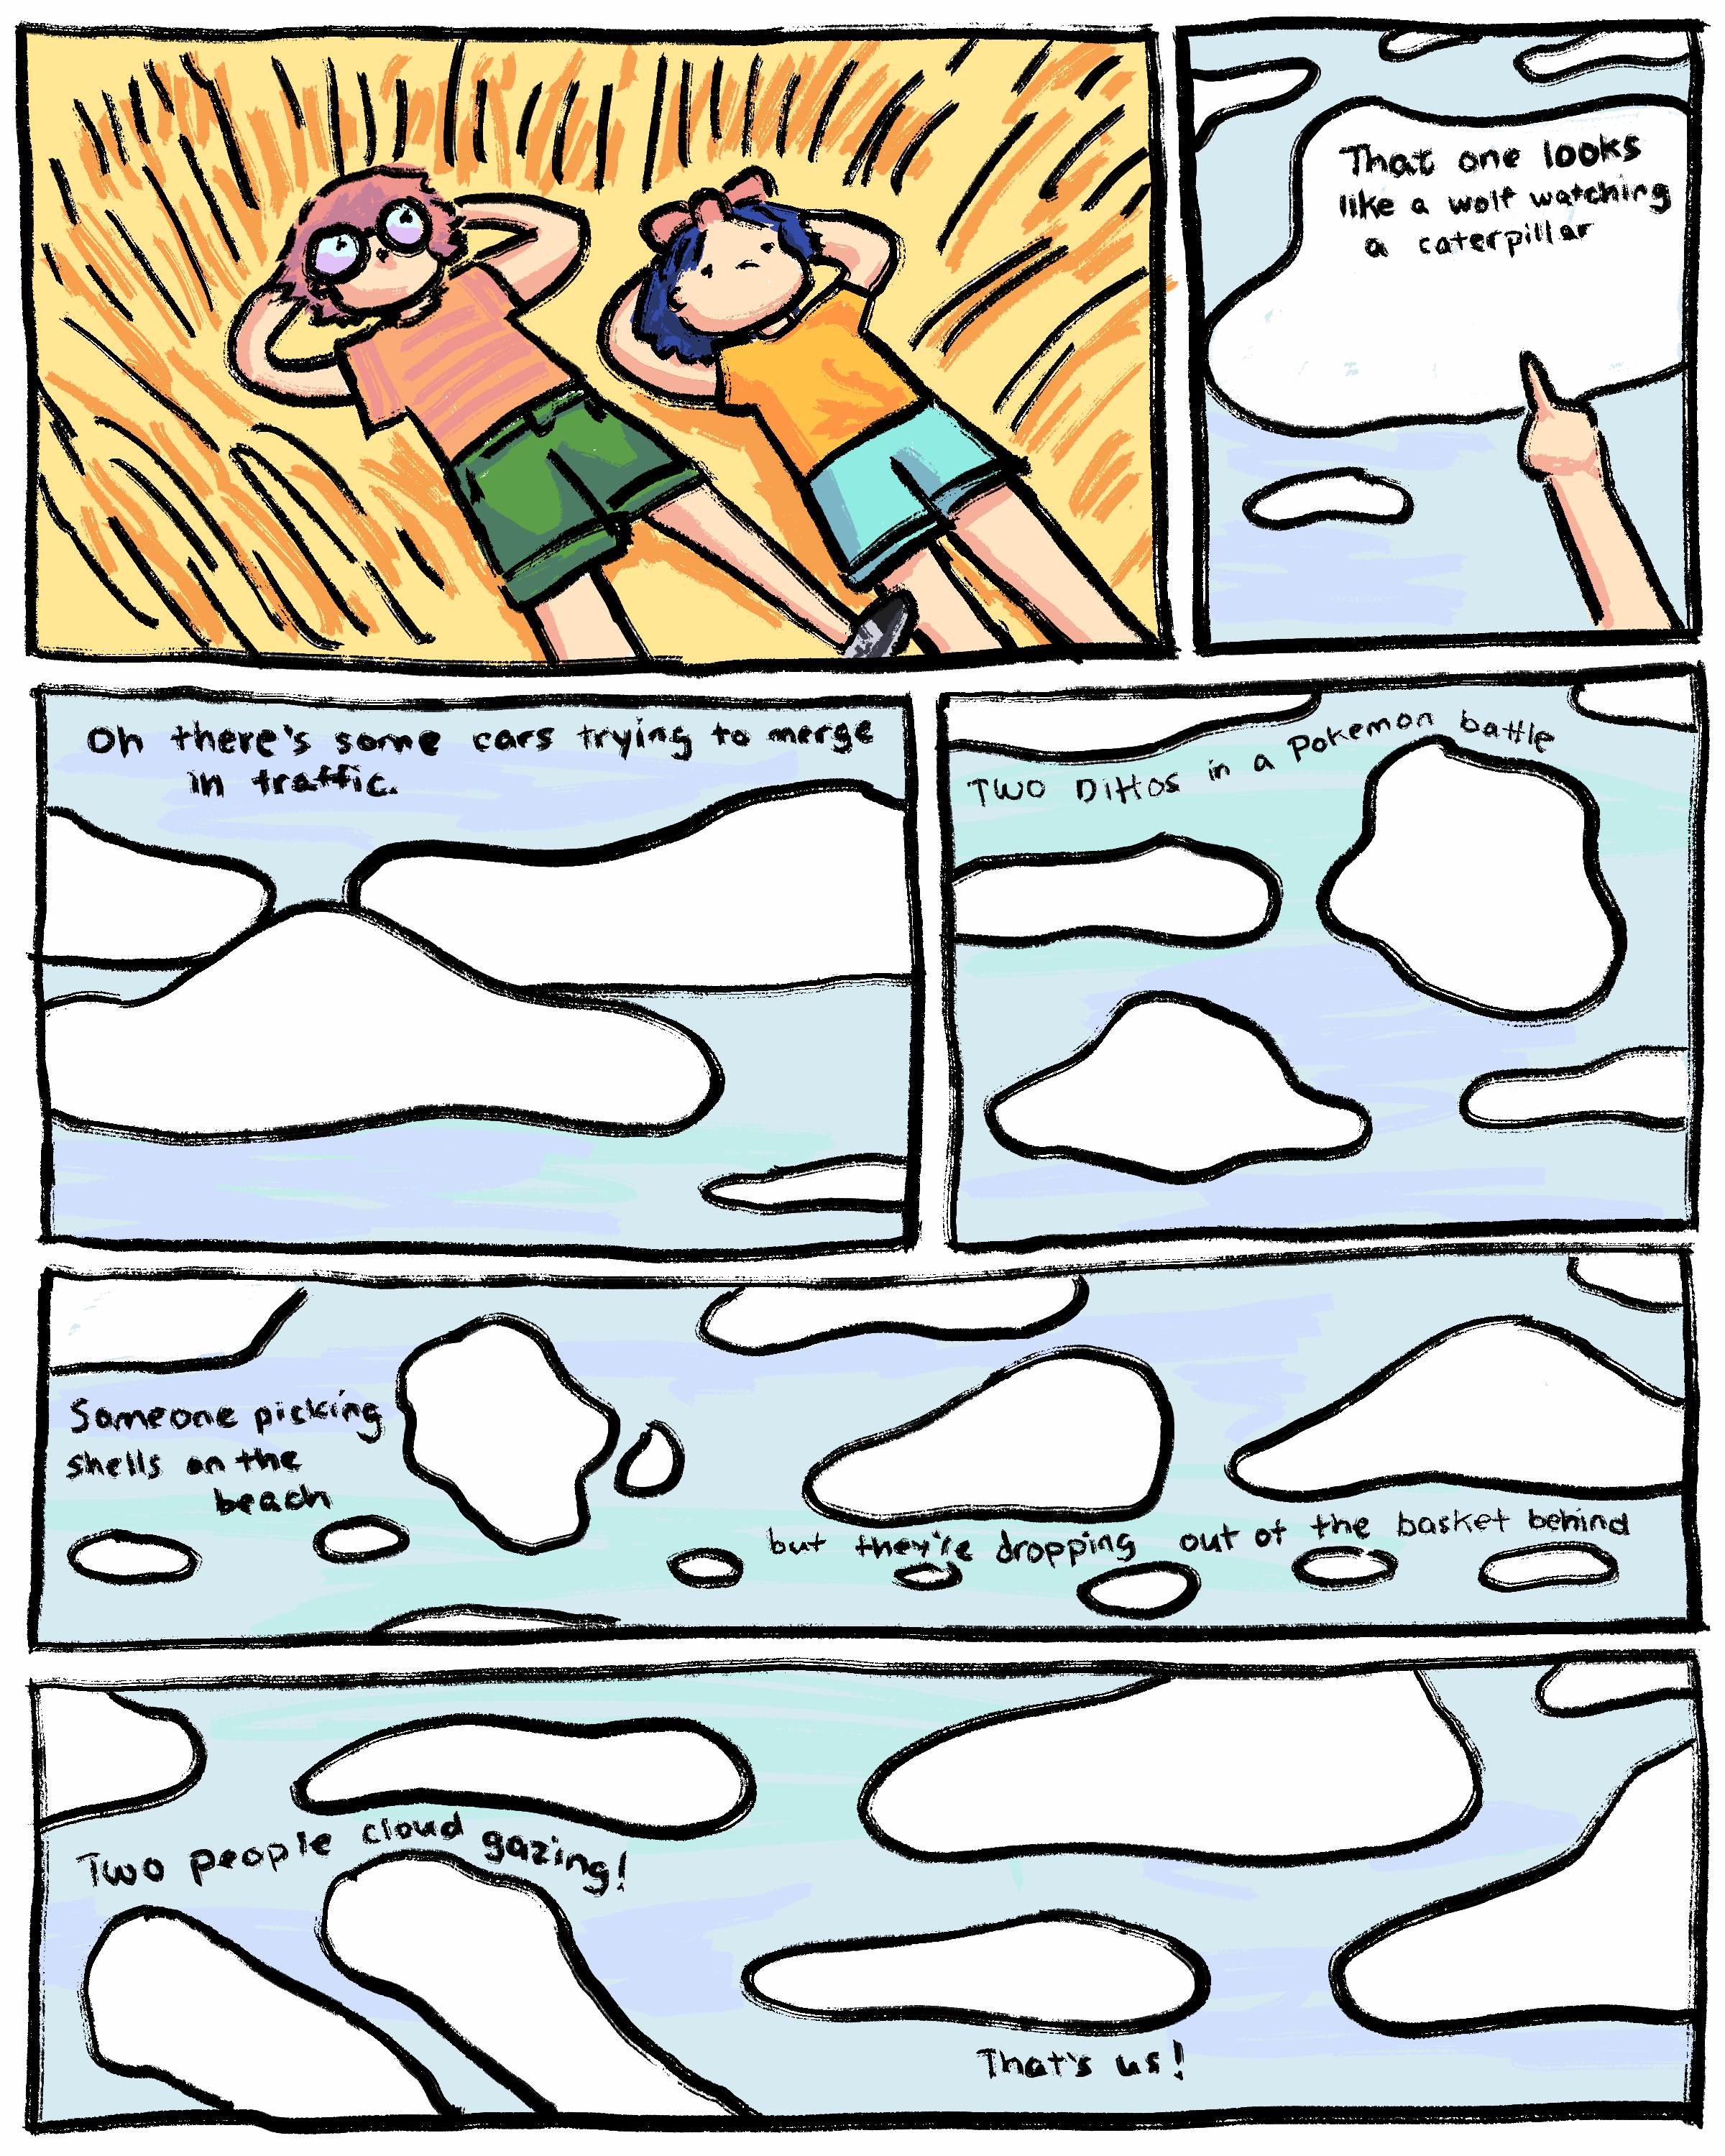 That one looks
like a wolf watching
a caterpillar
Oh there's some cars trying to merge
in traffic.
Two Dittos in a Pokemon battle
Someone picking
shells on the
beach
but they're dropping out of the basket behind
Two people cloud gazing!
That's us!